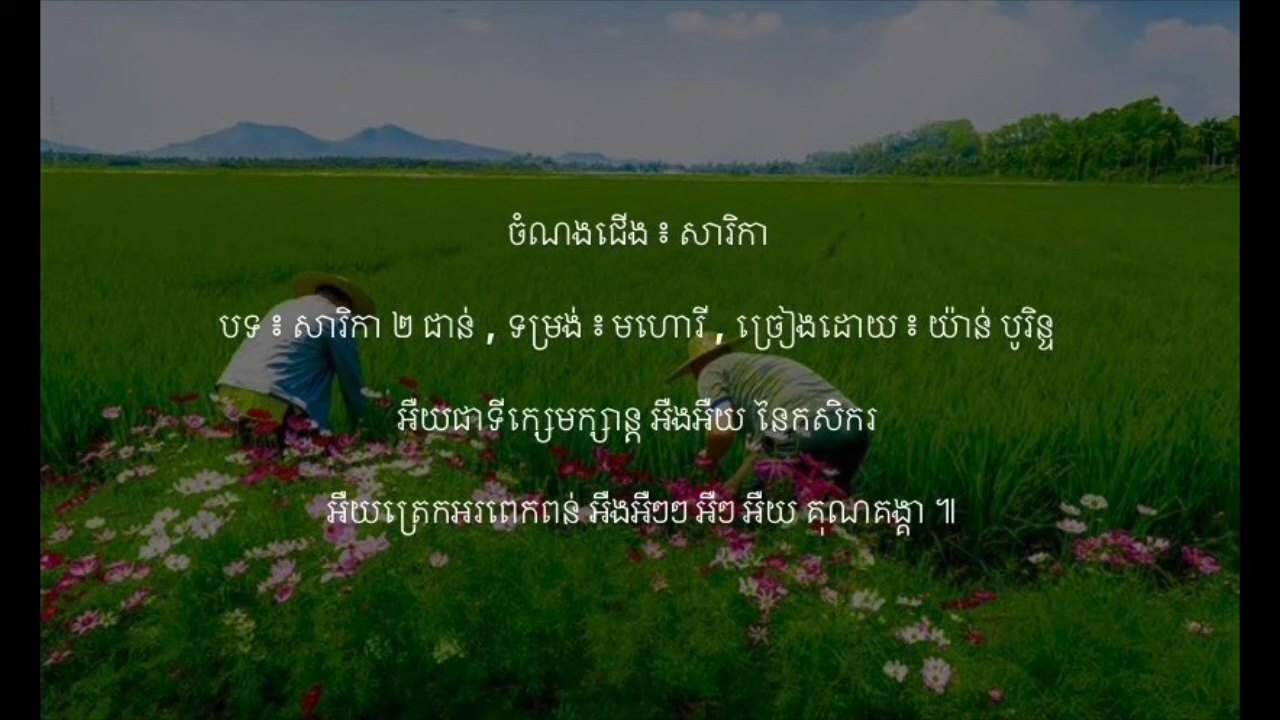 ចំណងជើង ៖ សារិកា
បទ ៖ សារិកា ២ ជាន់ , ទម្រង់ ៖ មហោរី , ច្រៀងដោយ ៖ យ៉ាន់ បូរិន្ទ
អឺយជាទីក្សេមក្សាន្ត អឺងអឺយ នៃកសិករ
អឺយត្រេកអរពេកពន់ អឺងអឺៗៗ អឺៗ អឺយ គុណគង្គា ៕